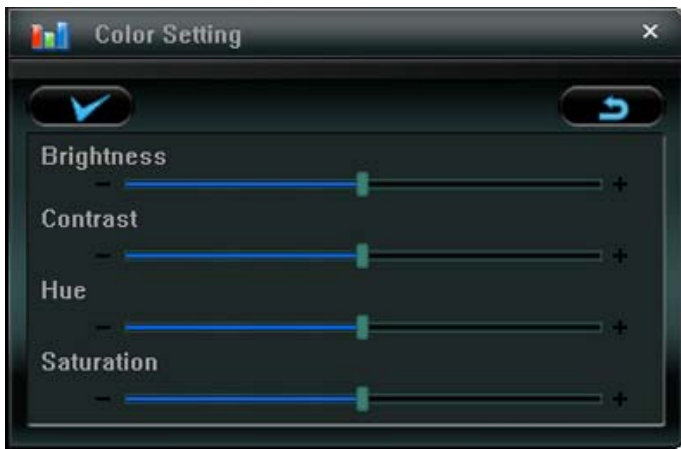 Color Setting
Brightness
Contrast
Hue
Saturation